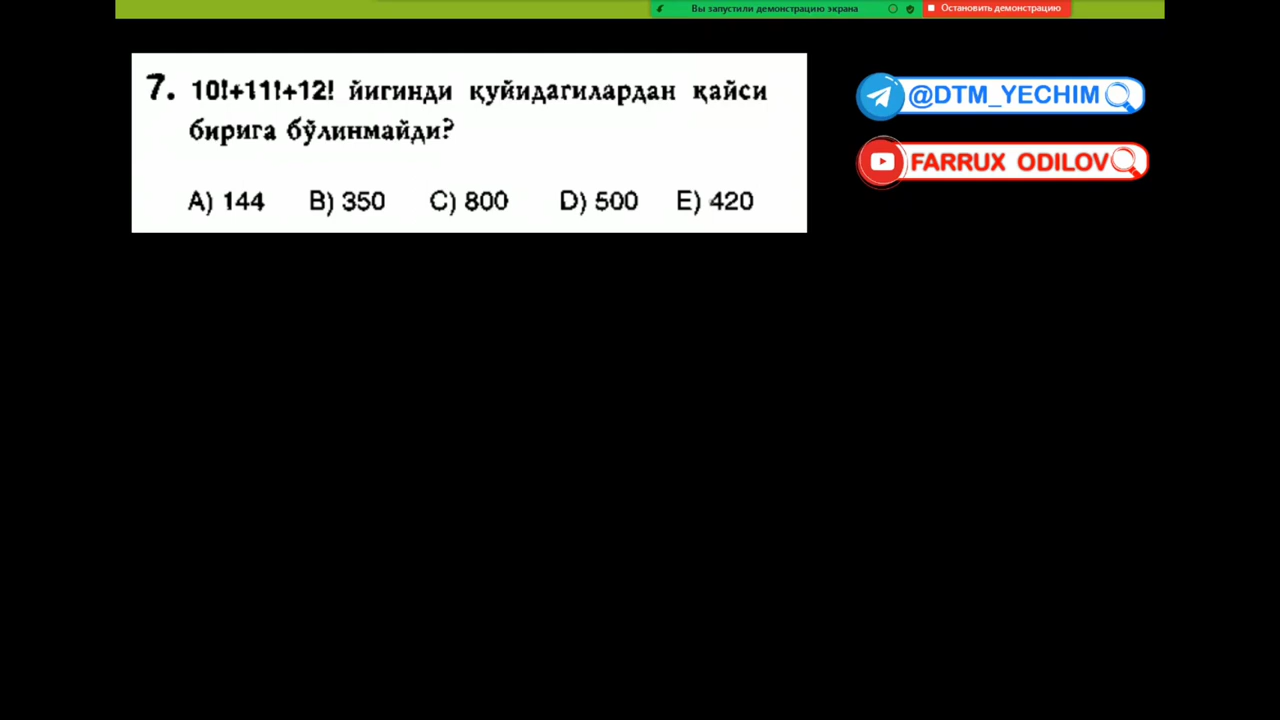 Вы запустили демонстрацию экрана
Остановить демонстрацию
7. 10!+11!+12! йигинди қуйидагилардан қайси
бирига бўлинмайди?
A) 144 B) 350 C) 800 D) 500 E) 420
@DTM_YECHIM
FARRUX ODILOV